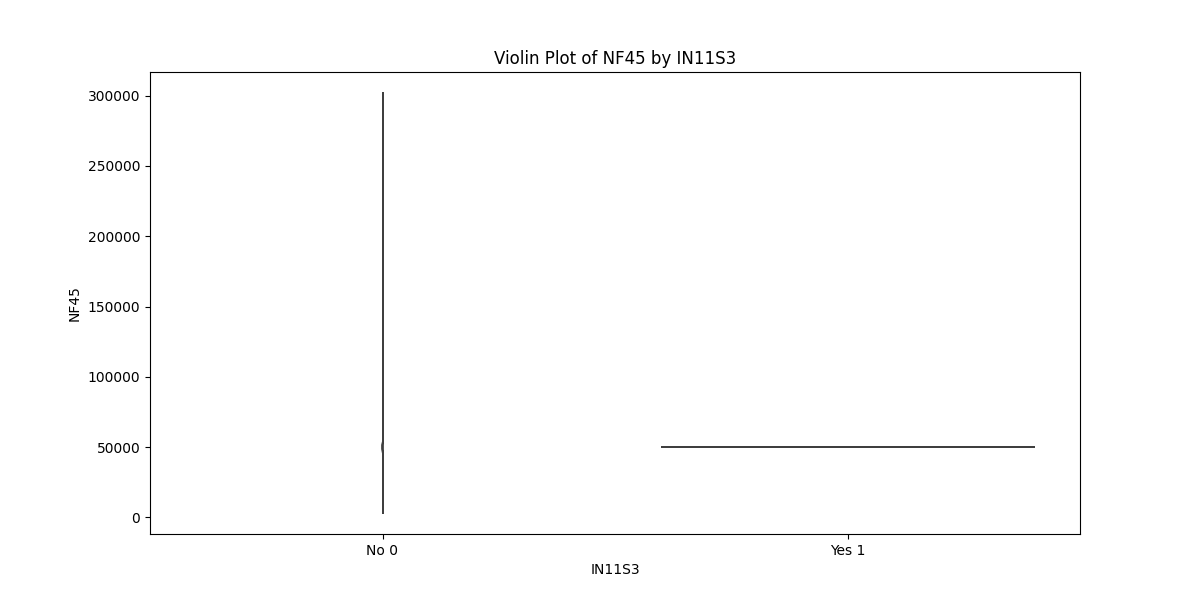 Violin Plot of NF45 by IN11S3
300000
250000
200000
150000
100000
50000
0
NF45
No 0
Yes 1
IN11S3